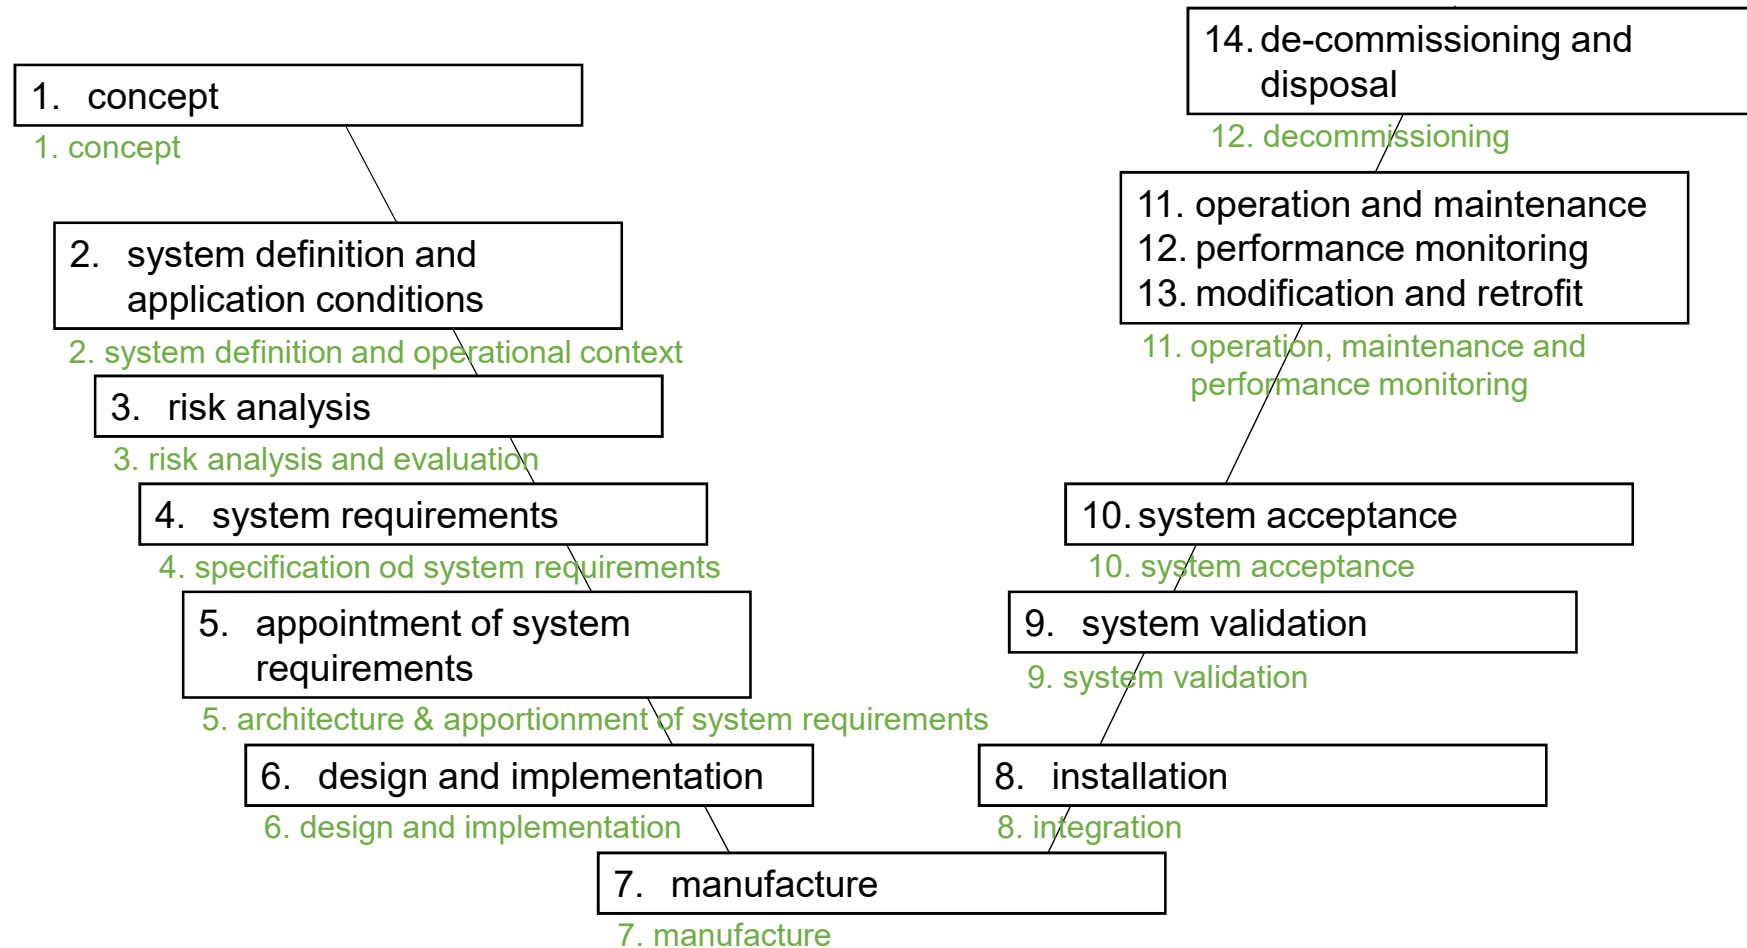 1. concept
1. concept
2. system definition and
application conditions
2. system definition and operational context
3. risk analysis
3. risk analysis and evaluation
4. system requirements
4. specification od system requirements
5. appointment of system
requirements
5. architecture & apportionment of system requirements
6. design and implementation
6. design and implementation
7. manufacture
7. manufacture
8. installation
8. integration
9. system validation
9. system validation
10. system acceptance
10. system acceptance
11. operation and maintenance
12. performance monitoring
13. modification and retrofit
11. operation, maintenance and
performance monitoring
14. de-commissioning and
disposal
12. decommissioning